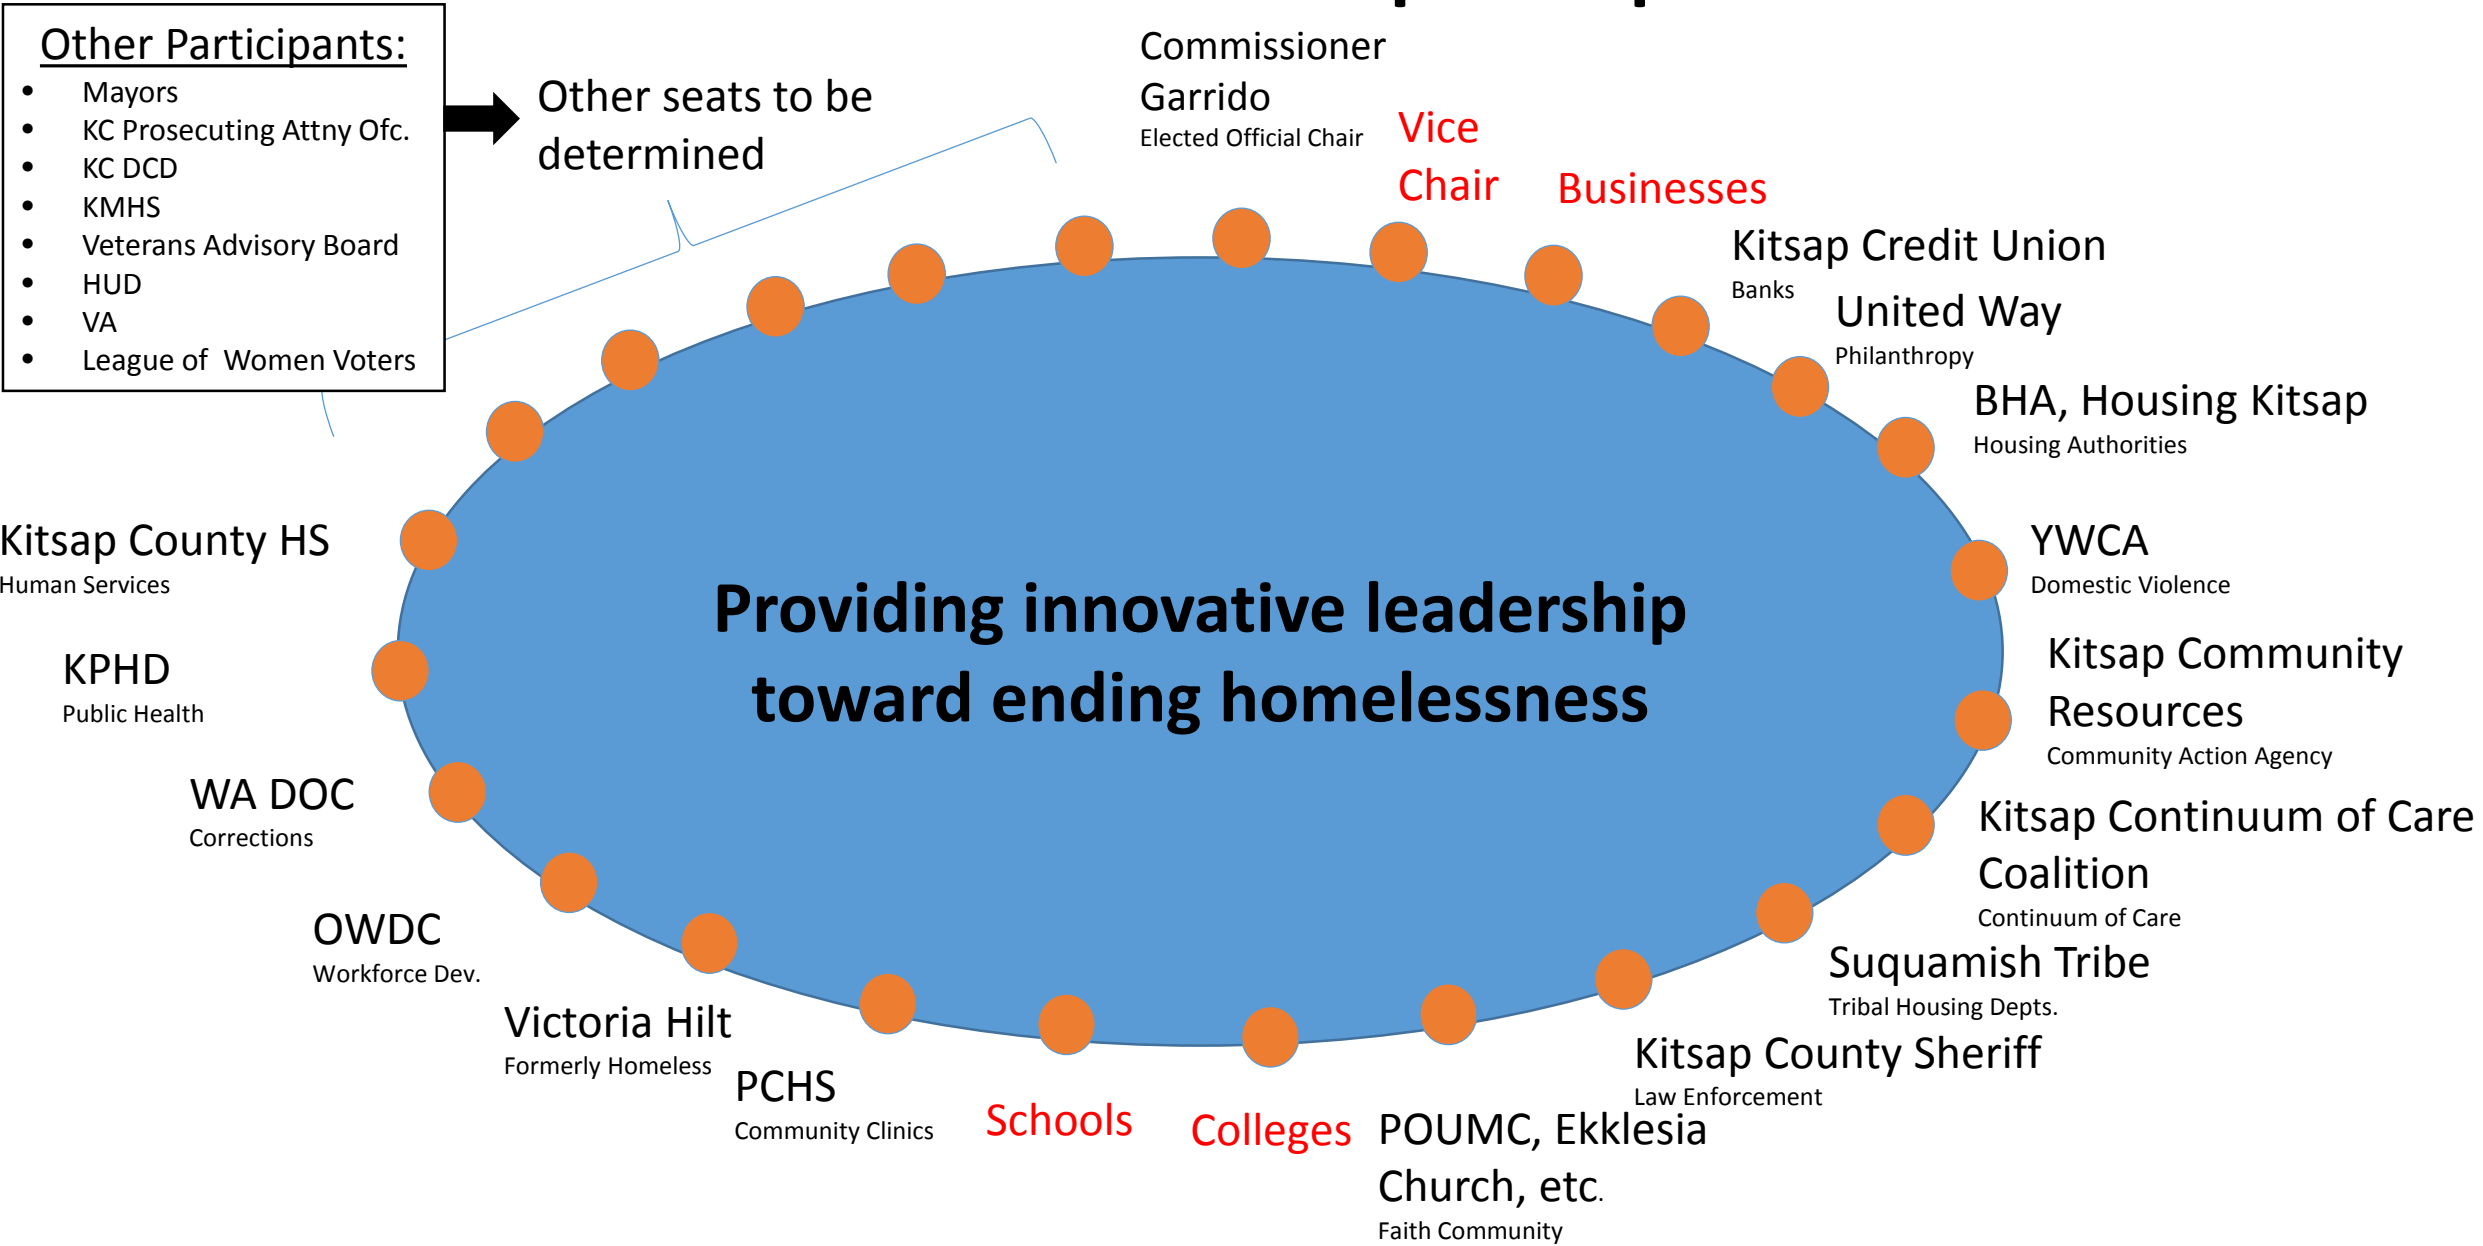 Other Participants:
• Mayors
• KC Prosecuting Attny Ofc.
• KC DCD
• KMHS
• Veterans Advisory Board
• HUD
• VA
• League of  Women Voters
Other seats to be
determined
Commissioner
Garrido
Elected Official Chair
Vice
Chair
Businesses
Kitsap Credit Union
Banks
United Way
Philanthropy
BHA, Housing Kitsap
Housing Authorities
YWCA
Domestic Violence
Kitsap Community
Resources
Community Action Agency
Kitsap Continuum of Care
Coalition
Continuum of Care
Suquamish Tribe
Tribal Housing Depts.
Kitsap County Sheriff
Law Enforcement
POUMC, Ekklesia
Church, etc.
Faith Community
Colleges
Schools
PCHS
Community Clinics
Victoria Hilt
Formerly Homeless
OWDC
Workforce Dev.
WA DOC
Corrections
KPHD
Public Health
Kitsap County HS
Human Services
Providing innovative leadership
toward ending homelessness